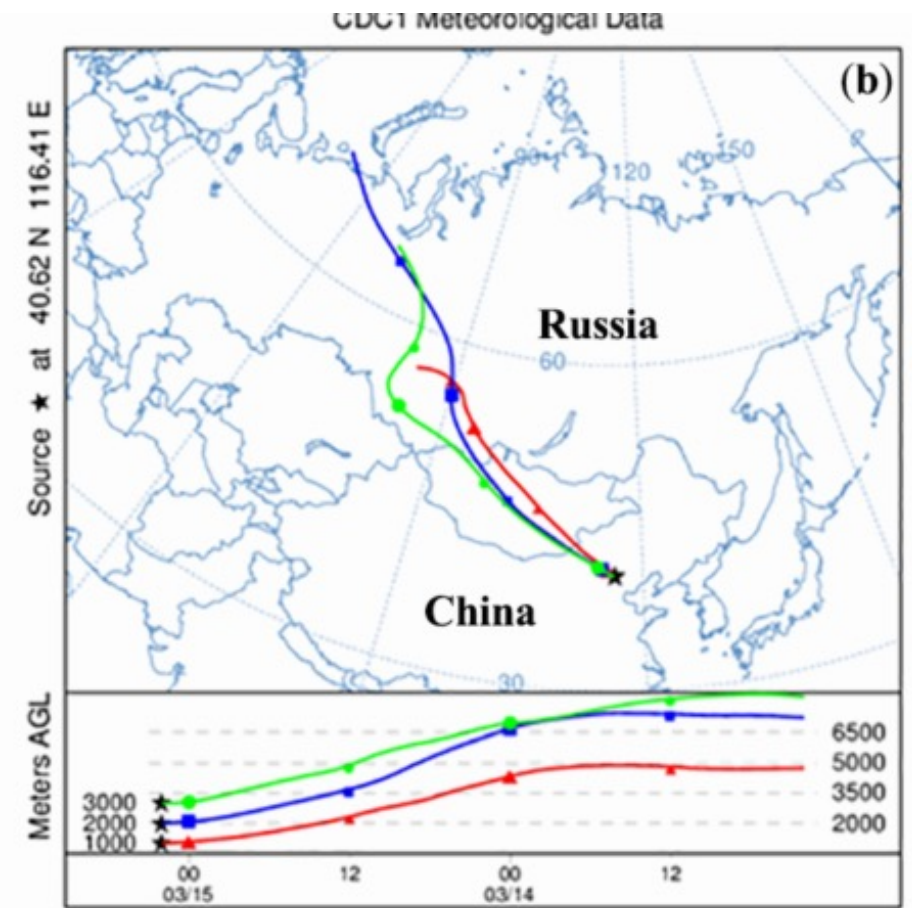 CDC1 Meteorological Data
(b)
Source ★ at 40.62 N 116.41 E
90 120 150
Russia
60
China
30
Meters AGL
6500
5000
3000 3500
2000 2000
1000
00 12 00 12
03/15 03/14